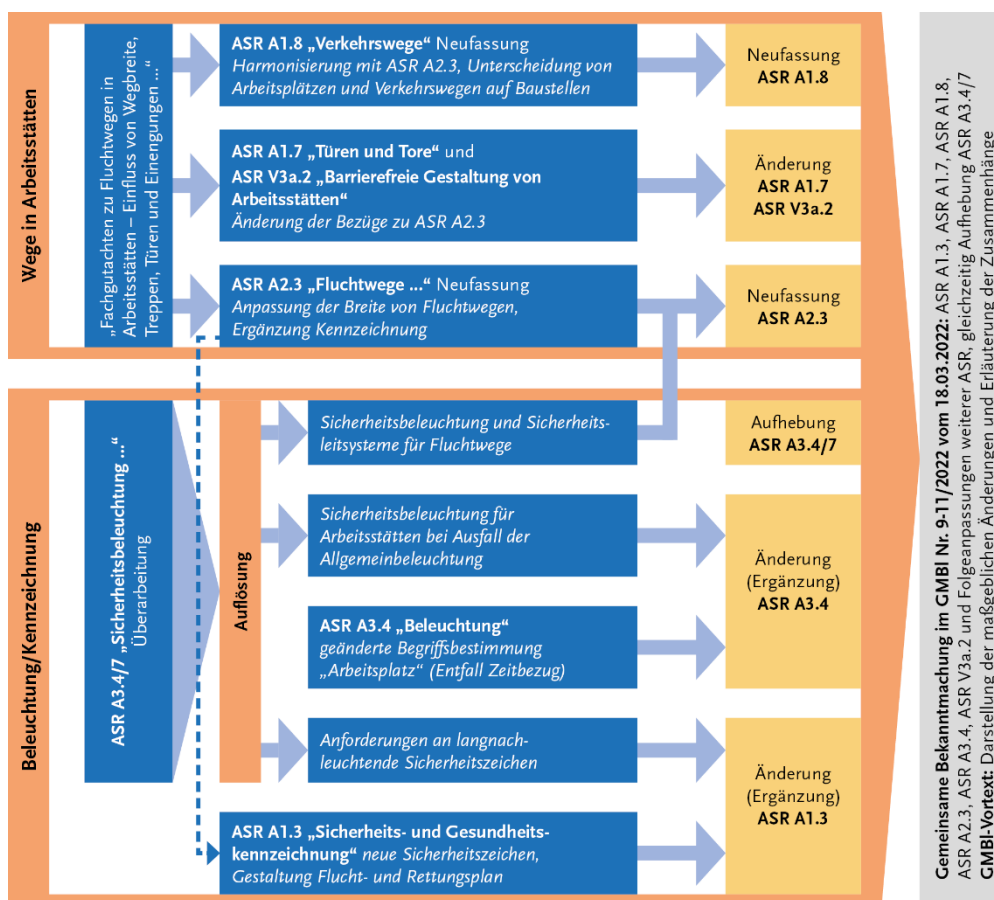 Wege in Arbeitsstätten
„Fachgutachten zu Fluchtwegen in
Arbeitsstätten – Einfluss von Wegbreite,
Treppen, Türen und Einengungen ...“
ASR A1.8 „Verkehrswege“ Neufassung
Harmonisierung mit ASR A2.3, Unterscheidung von
Arbeitsplätzen und Verkehrswegen auf Baustellen
Neufassung
ASR A1.8
ASR A1.7 „Türen und Tore“ und
ASR V3a.2 „Barrierefreie Gestaltung von
Arbeitsstätten“
Änderung der Bezüge zu ASR A2.3
Änderung
ASR A1.7
ASR V3a.2
ASR A2.3 „Fluchtwege ...“ Neufassung
Anpassung der Breite von Fluchtwegen,
Ergänzung Kennzeichnung
Neufassung
ASR A2.3
Beleuchtung/Kennzeichnung
ASR A3.4/7 „Sicherheitsbeleuchtung ...“
Überarbeitung
Auflösung
Sicherheitsbeleuchtung und Sicherheits-
leitsysteme für Fluchtwege
Aufhebung
ASR A3.4/7
Sicherheitsbeleuchtung für
Arbeitsstätten bei Ausfall der
Allgemeinbeleuchtung
ASR A3.4 „Beleuchtung“
geänderte Begriffsbestimmung
„Arbeitsplatz“ (Entfall Zeitbezug)
Änderung
(Ergänzung)
ASR A3.4
Anforderungen an langnach-
leuchtende Sicherheitszeichen
ASR A1.3 „Sicherheits- und Gesundheits-
kennzeichnung“ neue Sicherheitszeichen,
Gestaltung Flucht- und Rettungsplan
Änderung
(Ergänzung)
ASR A1.3
Gemeinsame Bekanntmachung im GMBl Nr. 9-11/2022 vom 18.03.2022: ASR A1.3, ASR A1.7, ASR A1.8,
ASR A2.3, ASR A3.4, ASR V3a.2 und Folgeanpassungen weiterer ASR, gleichzeitig Aufhebung ASR A3.4/7
GMBl-Vortext: Darstellung der maßgeblichen Änderungen und Erläuterung der Zusammenhänge